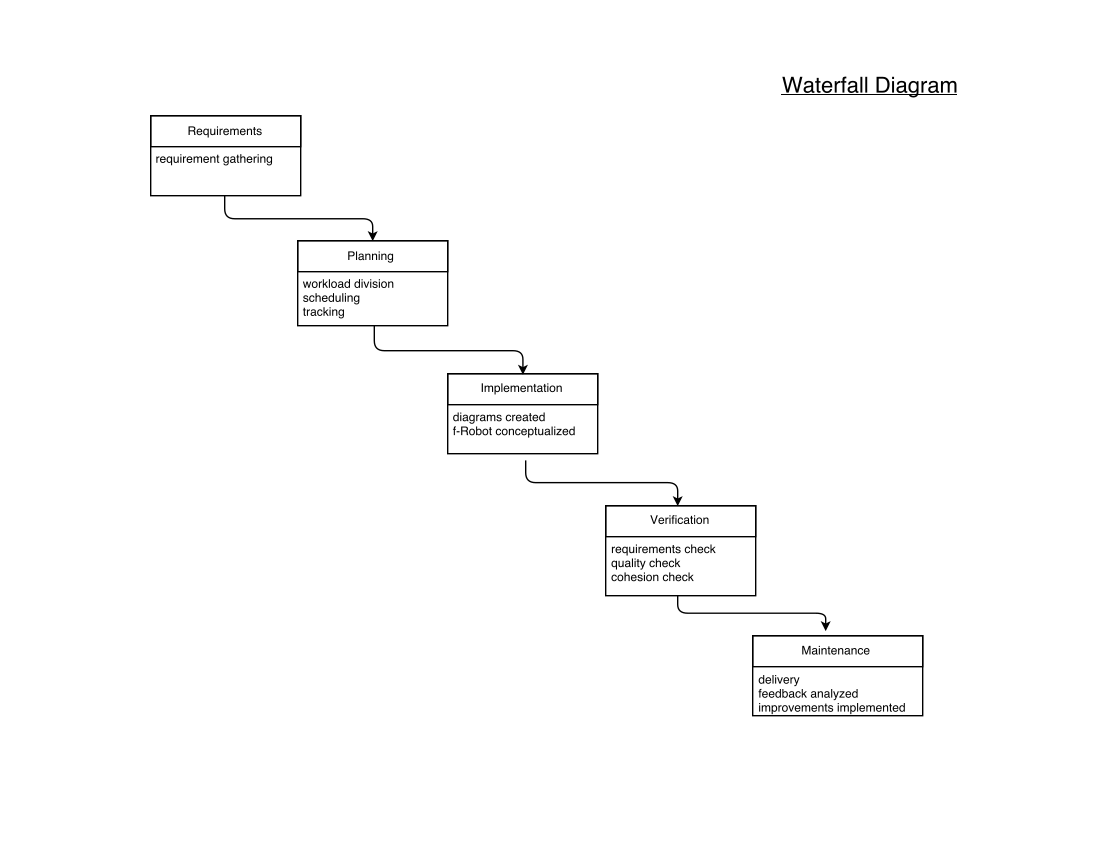 Waterfall Diagram
Requirements
requirement gathering
Planning
workload division
scheduling
tracking
Implementation
diagrams created
f-Robot conceptualized
Verification
requirements check
quality check
cohesion check
Maintenance
delivery
feedback analyzed
improvements implemented